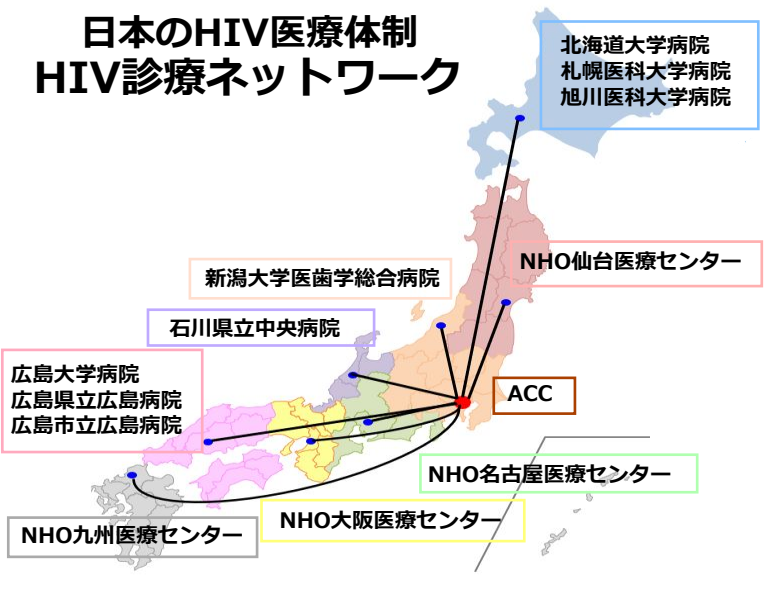 日本のHIV医療体制
HIV診療ネットワーク
北海道大学病院
札幌医科大学病院
旭川医科大学病院
NHO仙台医療センター
新潟大学医歯学総合病院
石川県立中央病院
広島大学病院
広島県立広島病院
広島市立広島病院
ACC
NHO名古屋医療センター
NHO大阪医療センター
NHO九州医療センター